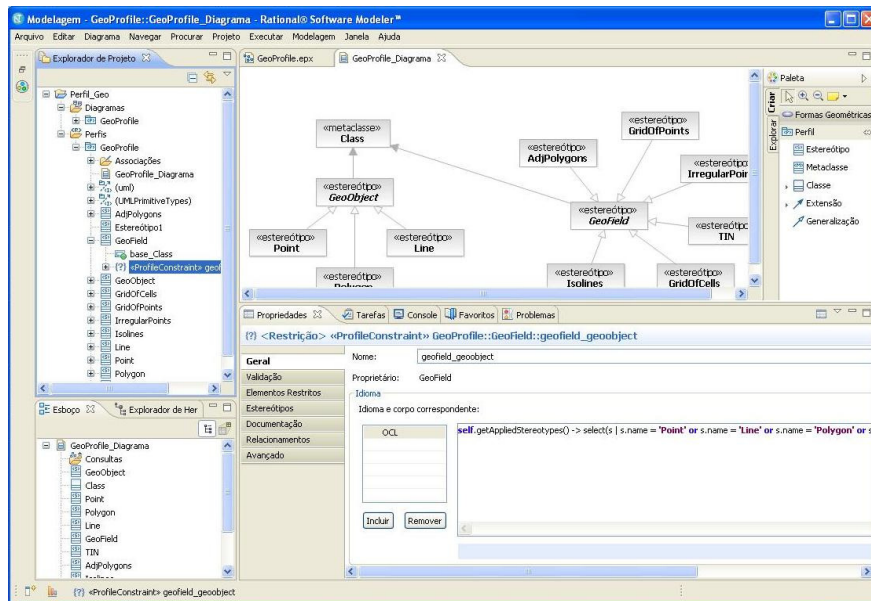 Modelagem - GeoProfile::GeoProfile_Diagrama - Rational® Software Modeler™
Arquivo Editar Diagrama Navegar Procurar Projeto Executar Modelagem Janela Ajuda
Explorador de Projeto
Perfil_Geo
Diagramas
GeoProfile
Perfis
GeoProfile
Associações
GeoProfile_Diagrama
(uml)
(UMLPrimitiveTypes)
AdjPolygons
Estereótipo1
GeoField
base_Class
«ProfileConstraint» geof
GeoObject
GridOfCells
GridOfPoints
IrregularPoints
Isolines
Line
Point
Polygon
GeoProfile.epx
GeoProfile_Diagrama
«metaclasse»
Class
«estereótipo»
GeoObject
«estereótipo»
Point
«estereótipo»
Line
«estereótipo»
Polygon
«estereótipo»
AdjPolygons
«estereótipo»
GridOfPoints
«estereótipo»
IrregularPoin
«estereótipo»
GeoField
«estereótipo»
TIN
«estereótipo»
Isolines
«estereótipo»
GridOfCells
Paleta
Criar
Explorar
Formas Geométricas
Perfil
Estereótipo
Metaclasse
Classe
Extensão
Generalização
Propriedades
Tarefas
Console
Favoritos
Problemas
<Restrição> «ProfileConstraint» GeoProfile::GeoField::geofield_geoobject
Geral
Validação
Elementos Restritos
Estereótipos
Documentação
Relacionamentos
Avançado
Nome: geofield_geoobject
Proprietário: GeoField
Idioma
Idioma e corpo correspondente:
OCL
self.getAppliedStereotypes() -> select(s | s.name = 'Point' or s.name = 'Line' or s.name = 'Polygon' or s
Incluir
Remover
Esboço
Explorador de Her
GeoProfile_Diagrama
Consultas
GeoObject
Class
Point
Polygon
Line
GeoField
TIN
AdjPolygons
Isolines
«ProfileConstraint» geofield_geoobject